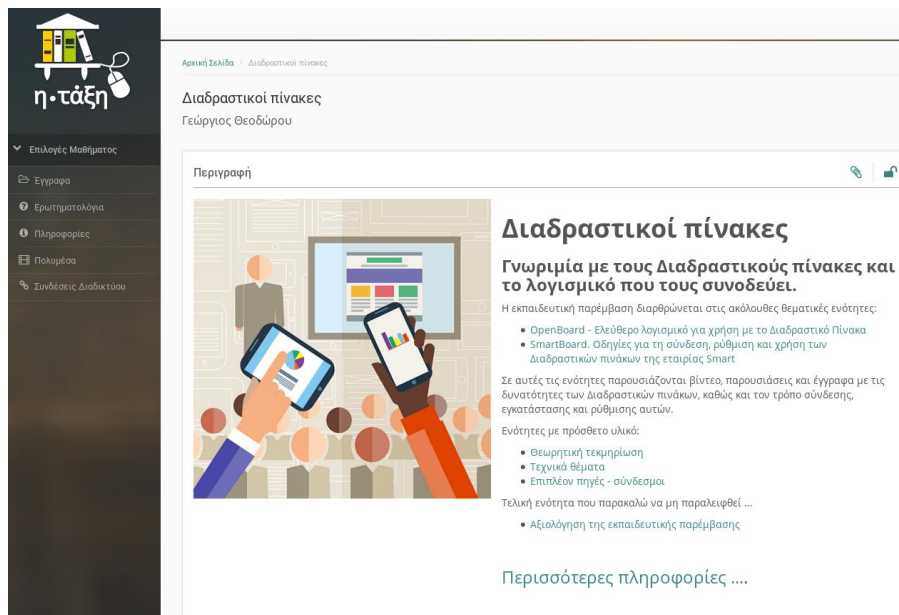 η·τάξη
Επιλογές Μαθήματος
Έγγραφα
Ερωτηματολόγια
Πληροφορίες
Πολυμέσα
Συνδέσεις Διαδικτύου
Αρχική Σελίδα / Διαδραστικοί πίνακες
Διαδραστικοί πίνακες
Γεώργιος Θεοδώρου
Περιγραφή
Διαδραστικοί πίνακες
Γνωριμία με τους Διαδραστικούς πίνακες και
το λογισμικό που τους συνοδεύει.
Η εκπαιδευτική παρέμβαση διαρθρώνεται στις ακόλουθες θεματικές ενότητες:
OpenBoard - Ελεύθερο λογισμικό για χρήση με το Διαδραστικό Πίνακα
SmartBoard. Οδηγίες για τη σύνδεση, ρύθμιση και χρήση των
Διαδραστικών πινάκων της εταιρίας Smart
Σε αυτές τις ενότητες παρουσιάζονται βίντεο, παρουσιάσεις και έγγραφα με τις
δυνατότητες των Διαδραστικών πινάκων, καθώς και τον τρόπο σύνδεσης,
εγκατάστασης και ρύθμισης αυτών.
Ενότητες με πρόσθετο υλικό:
Θεωρητική τεκμηρίωση
Τεχνικά θέματα
Επιπλέον πηγές - σύνδεσμοι
Τελική ενότητα που παρακαλώ να μη παραλειφθεί ...
Αξιολόγηση της εκπαιδευτικής παρέμβασης
Περισσότερες πληροφορίες ....